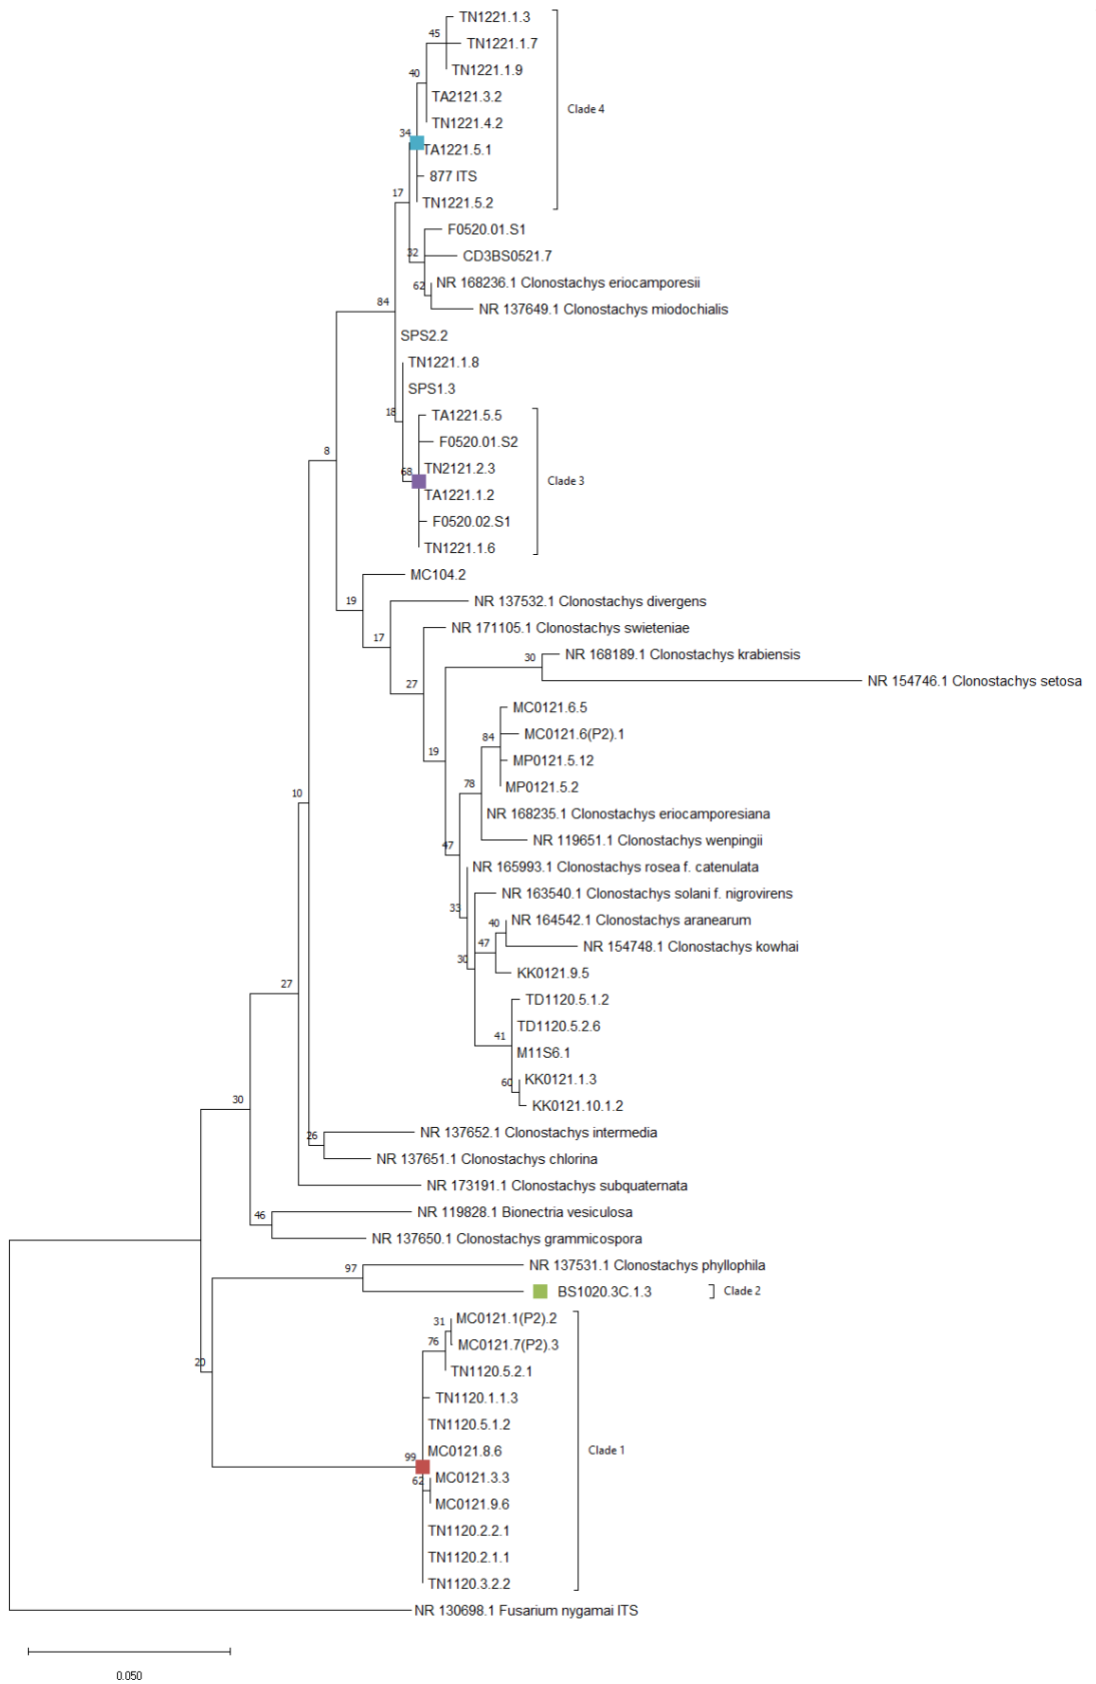 TN1221.1.3
45
TN1221.1.7
TN1221.1.9
40
TA2121.3.2
Clade 4
TN1221.4.2
34
TA1221.5.1
877 ITS
17
TN1221.5.2
F0520.01.S1
32
CD3BS0521.7
62
NR 168236.1 Clonostachys eriocamporesii
84
NR 137649.1 Clonostachys miodochialis
SPS2.2
TN1221.1.8
SPS1.3
18
TA1221.5.5
F0520.01.S2
8
68
TN2121.2.3
Clade 3
TA1221.1.2
F0520.02.S1
TN1221.1.6
MC104.2
19
NR 137532.1 Clonostachys divergens
17
NR 171105.1 Clonostachys swieteniae
30
NR 168189.1 Clonostachys krabiensis
27
NR 154746.1 Clonostachys setosa
MC0121.6.5
84
MC0121.6(P2).1
19
MP0121.5.12
78
MP0121.5.2
10
NR 168235.1 Clonostachys eriocamporesiana
47
NR 119651.1 Clonostachys wenpingii
NR 165993.1 Clonostachys rosea f. catenulata
33
NR 163540.1 Clonostachys solani f. nigrovirens
40
NR 164542.1 Clonostachys aranearum
47
NR 154748.1 Clonostachys kowhai
30
KK0121.9.5
27
TD1120.5.1.2
TD1120.5.2.6
41
M11S6.1
60
KK0121.1.3
KK0121.10.1.2
30
26
NR 137652.1 Clonostachys intermedia
NR 137651.1 Clonostachys chlorina
NR 173191.1 Clonostachys subquaternata
46
NR 119828.1 Bionectria vesiculosa
NR 137650.1 Clonostachys grammicospora
97
NR 137531.1 Clonostachys phyllophila
BS1020.3C.1.3
Clade 2
31
MC0121.1(P2).2
76
MC0121.7(P2).3
20
TN1120.5.2.1
TN1120.1.1.3
TN1120.5.1.2
99
MC0121.8.6
Clade 1
62
MC0121.3.3
MC0121.9.6
TN1120.2.2.1
TN1120.2.1.1
TN1120.3.2.2
NR 130698.1 Fusarium nygamai ITS
0.050